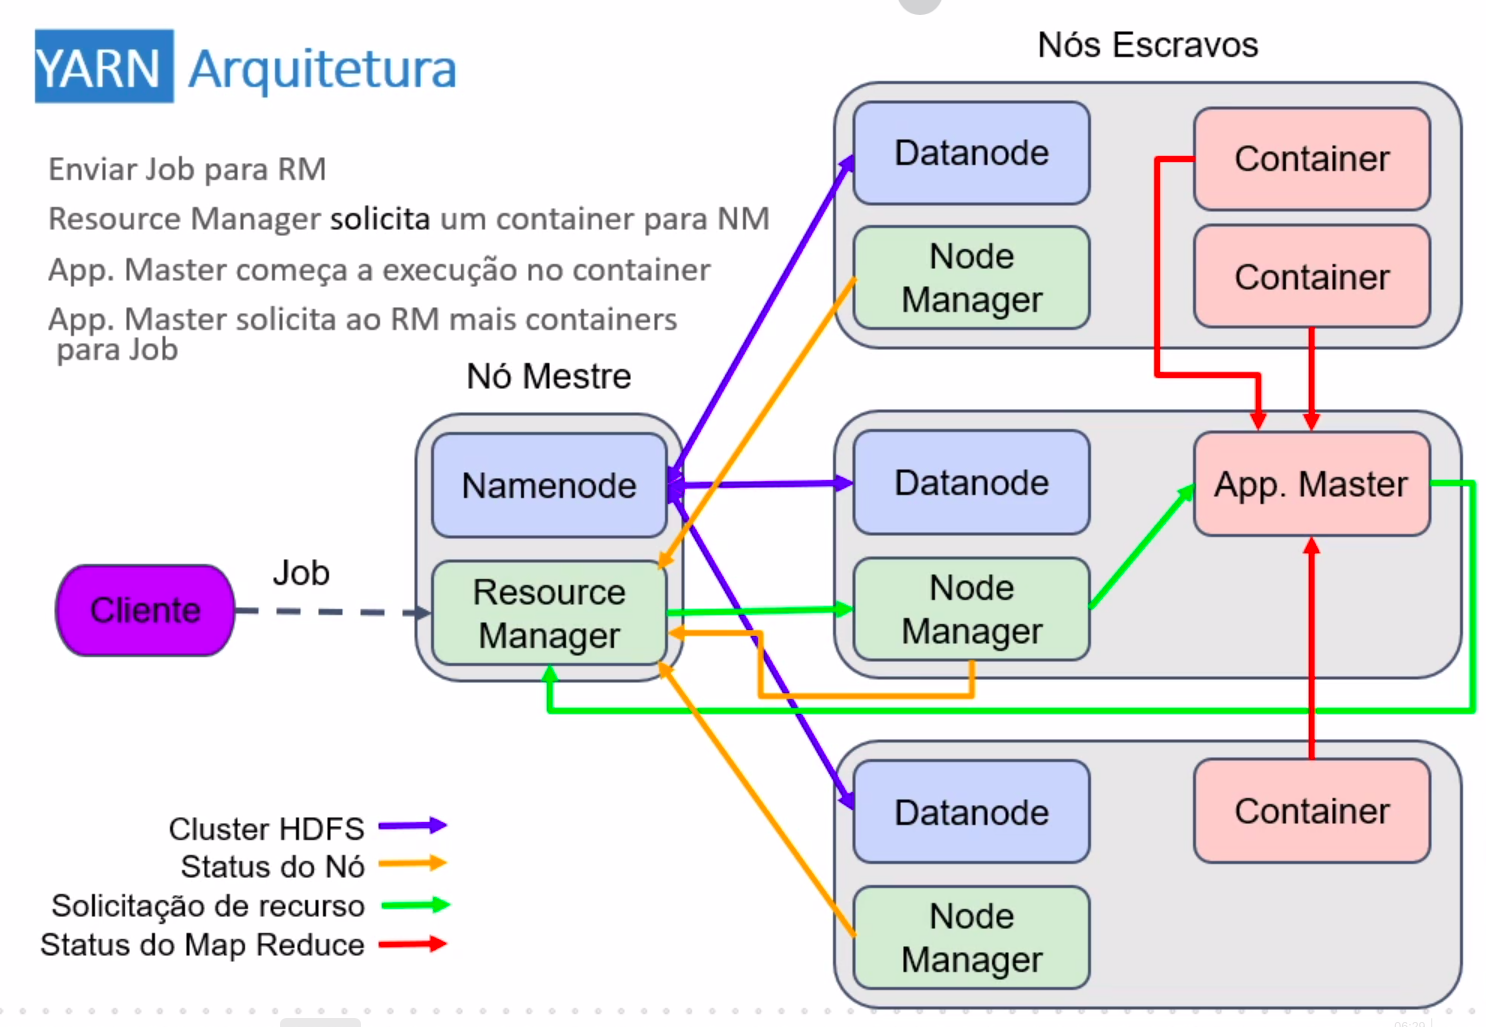 YARN Arquitetura
Enviar Job para RM
Resource Manager solicita um container para NM
App. Master começa a execução no container
App. Master solicita ao RM mais containers
para Job
Nós Escravos
Datanode
Container
Node
Manager
Container
Nó Mestre
Namenode
Datanode
App. Master
Job
Cliente
Resource
Manager
Node
Manager
Datanode
Container
Node
Manager
Cluster HDFS
Status do Nó
Solicitação de recurso
Status do Map Reduce